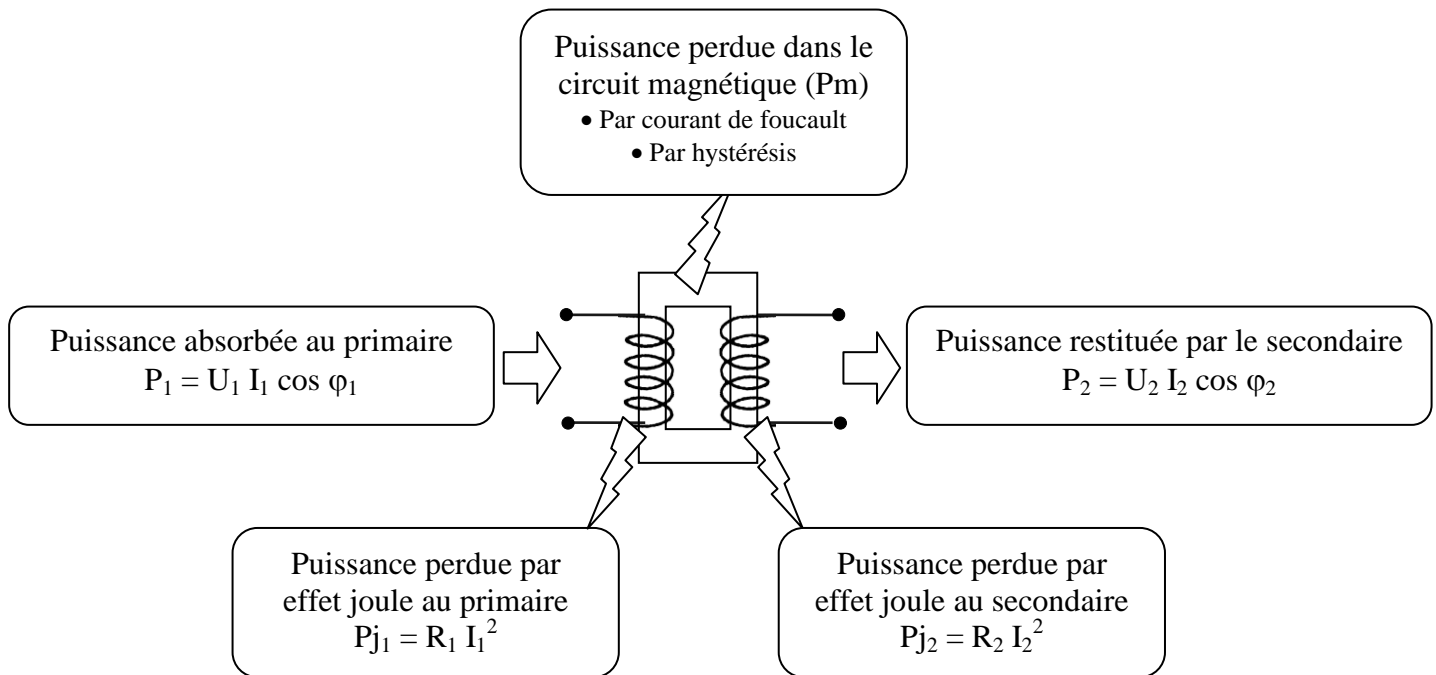 Puissance perdue dans le
circuit magnétique (Pm)
• Par courant de foucault
• Par hystérésis
Puissance absorbée au primaire
P₁ = U₁ I₁ cos φ₁
Puissance restituée par le secondaire
P₂ = U₂ I₂ cos φ₂
Puissance perdue par
effet joule au primaire
Pj₁ = R₁ I₁²
Puissance perdue par
effet joule au secondaire
Pj₂ = R₂ I₂²